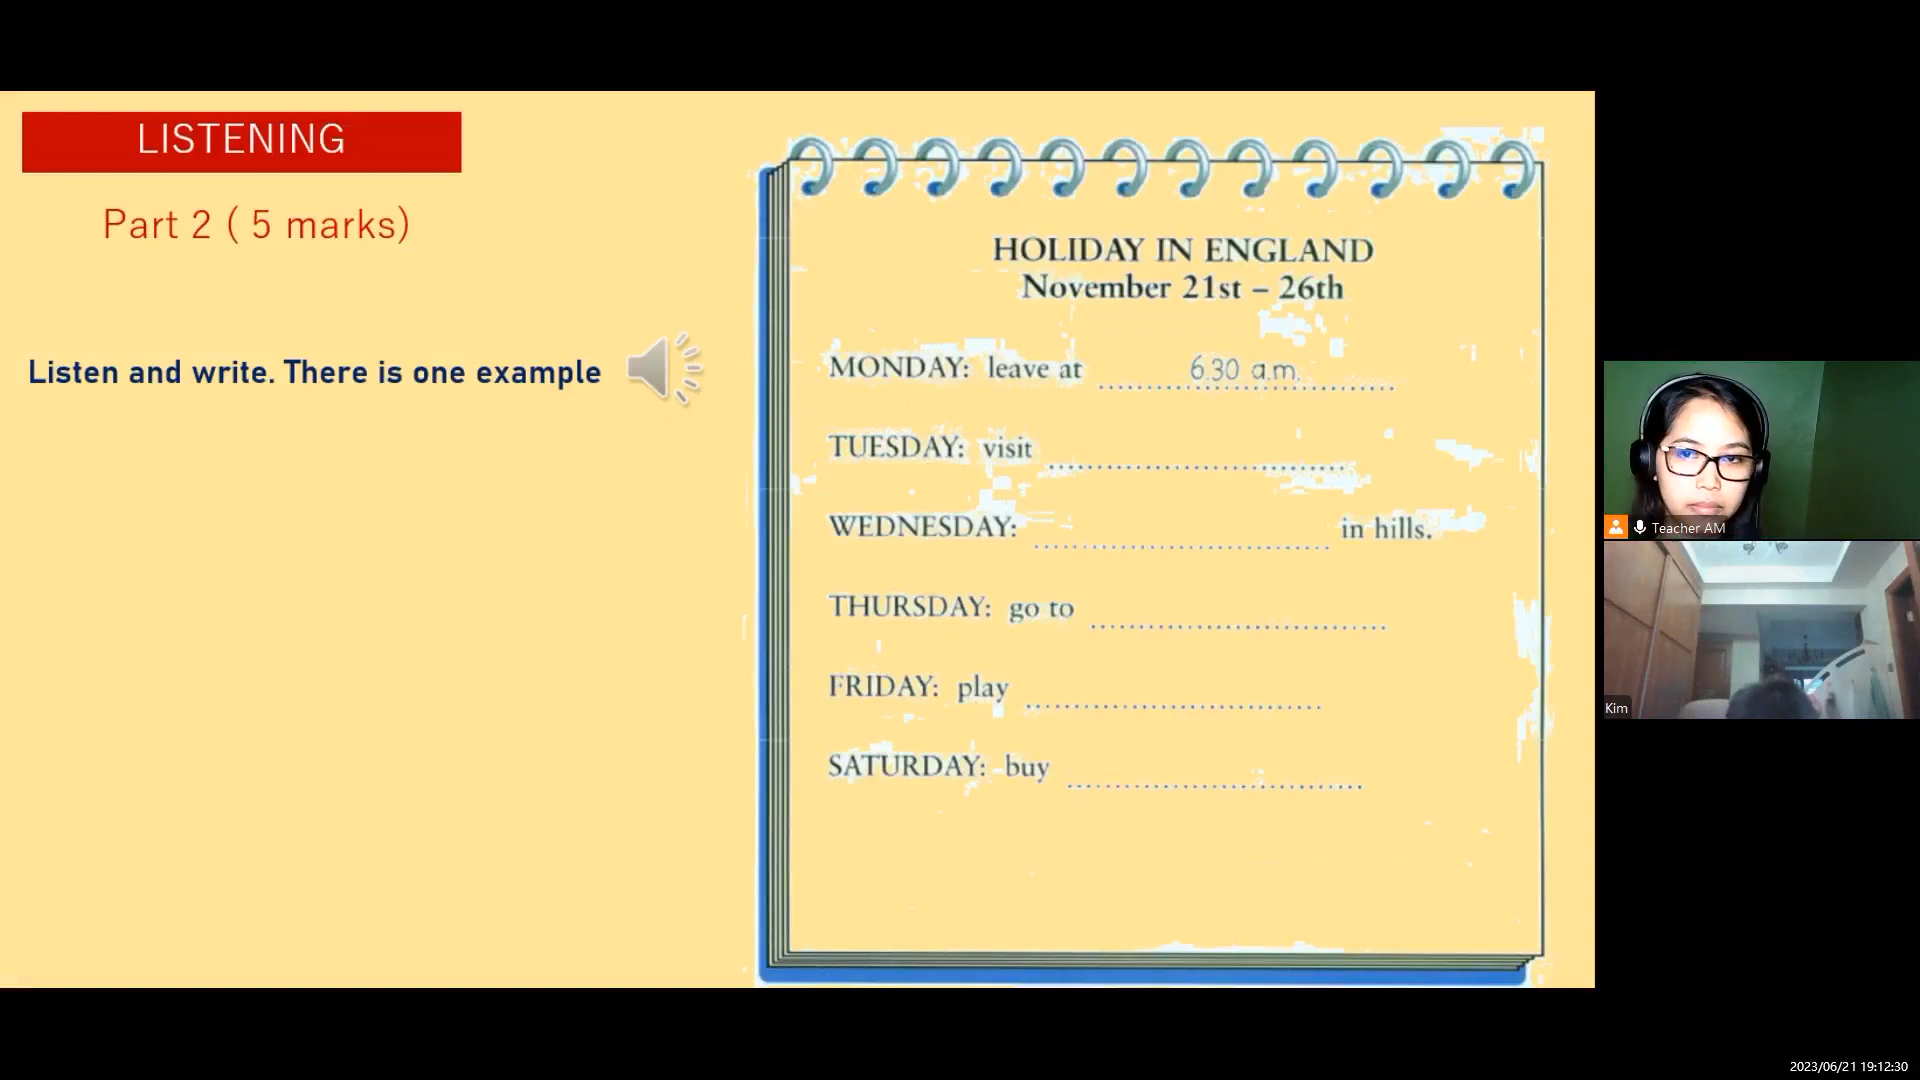 LISTENING
Part 2 ( 5 marks)
Listen and write. There is one example
HOLIDAY IN ENGLAND
November 21st – 26th
MONDAY: leave at 6.30 a.m.
TUESDAY: visit
WEDNESDAY: in hills.
THURSDAY: go to
FRIDAY: play
SATURDAY: buy
Teacher AM
Kim
2023/06/21 19:12:30